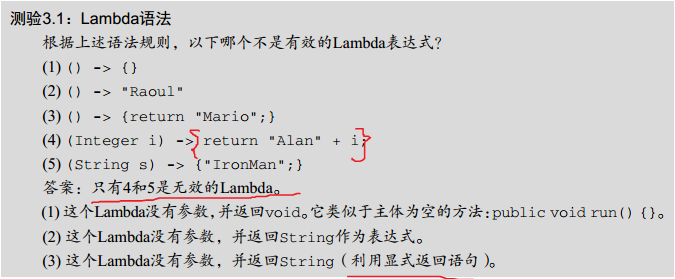 测验3.1：Lambda语法
根据上述语法规则，以下哪个不是有效的Lambda表达式？
(1) () -> {}
(2) () -> "Raoul"
(3) () -> {return "Mario";}
(4) (Integer i) -> return "Alan" + i;
(5) (String s) -> {"IronMan";}
答案：只有4和5是无效的Lambda。
(1) 这个Lambda没有参数，并返回void。它类似于主体为空的方法：public void run() {}。
(2) 这个Lambda没有参数，并返回String作为表达式。
(3) 这个Lambda没有参数，并返回String（利用显式返回语句）。